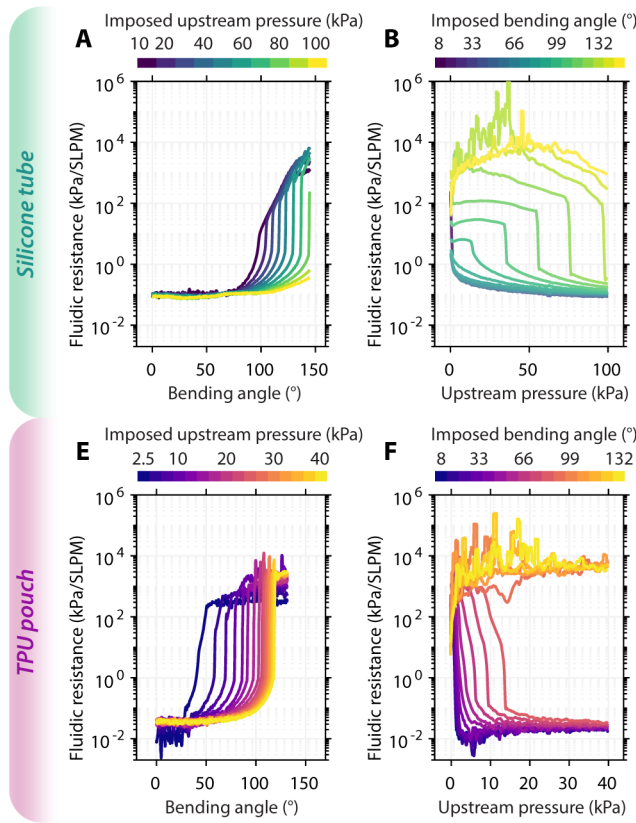 Silicone tube
A
Imposed upstream pressure (kPa)
10 20 40 60 80 100
Fluidic resistance (kPa/SLPM)
10^6
10^4
10^2
10^0
10^-2
0 50 100 150
Bending angle (°)
B
Imposed bending angle (°)
8 33 66 99 132
Fluidic resistance (kPa/SLPM)
10^6
10^4
10^2
10^0
10^-2
0 50 100
Upstream pressure (kPa)
TPU pouch
E
Imposed upstream pressure (kPa)
2.5 10 20 30 40
Fluidic resistance (kPa/SLPM)
10^6
10^4
10^2
10^0
10^-2
0 50 100 150
Bending angle (°)
F
Imposed bending angle (°)
8 33 66 99 132
Fluidic resistance (kPa/SLPM)
10^6
10^4
10^2
10^0
10^-2
0 10 20 30 40
Upstream pressure (kPa)